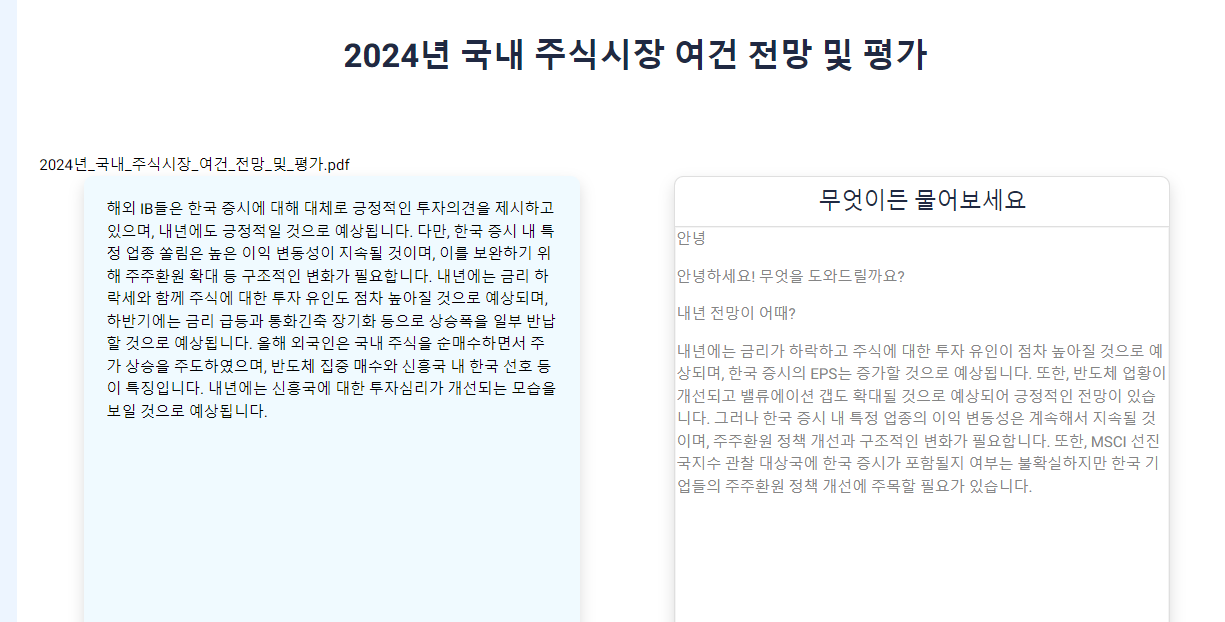 2024년 국내 주식시장 여건 전망 및 평가
2024년_국내_주식시장_여건_전망_및_평가.pdf
해외 IB들은 한국 증시에 대해 대체로 긍정적인 투자의견을 제시하고
있으며, 내년에도 긍정적일 것으로 예상됩니다. 다만, 한국 증시 내 특
정 업종 쏠림은 높은 이익 변동성이 지속될 것이며, 이를 보완하기 위
해 주주환원 확대 등 구조적인 변화가 필요합니다. 내년에는 금리 하
락세와 함께 주식에 대한 투자 유인도 점차 높아질 것으로 예상되며,
하반기에는 금리 급등과 통화긴축 장기화 등으로 상승폭을 일부 반납
할 것으로 예상됩니다. 올해 외국인은 국내 주식을 순매수하면서 주
가 상승을 주도하였으며, 반도체 집중 매수와 신흥국 내 한국 선호 등
이 특징입니다. 내년에는 신흥국에 대한 투자심리가 개선되는 모습을
보일 것으로 예상됩니다.
무엇이든 물어보세요
안녕
안녕하세요! 무엇을 도와드릴까요?
내년 전망이 어때?
내년에는 금리가 하락하고 주식에 대한 투자 유인이 점차 높아질 것으로 예
상되며, 한국 증시의 EPS는 증가할 것으로 예상됩니다. 또한, 반도체 업황이
개선되고 밸류에이션 갭도 확대될 것으로 예상되어 긍정적인 전망이 있습
니다. 그러나 한국 증시 내 특정 업종의 이익 변동성은 계속해서 지속될 것
이며, 주주환원 정책 개선과 구조적인 변화가 필요합니다. 또한, MSCI 선진
국지수 관찰 대상국에 한국 증시가 포함될지 여부는 불확실하지만 한국 기
업들의 주주환원 정책 개선에 주목할 필요가 있습니다.